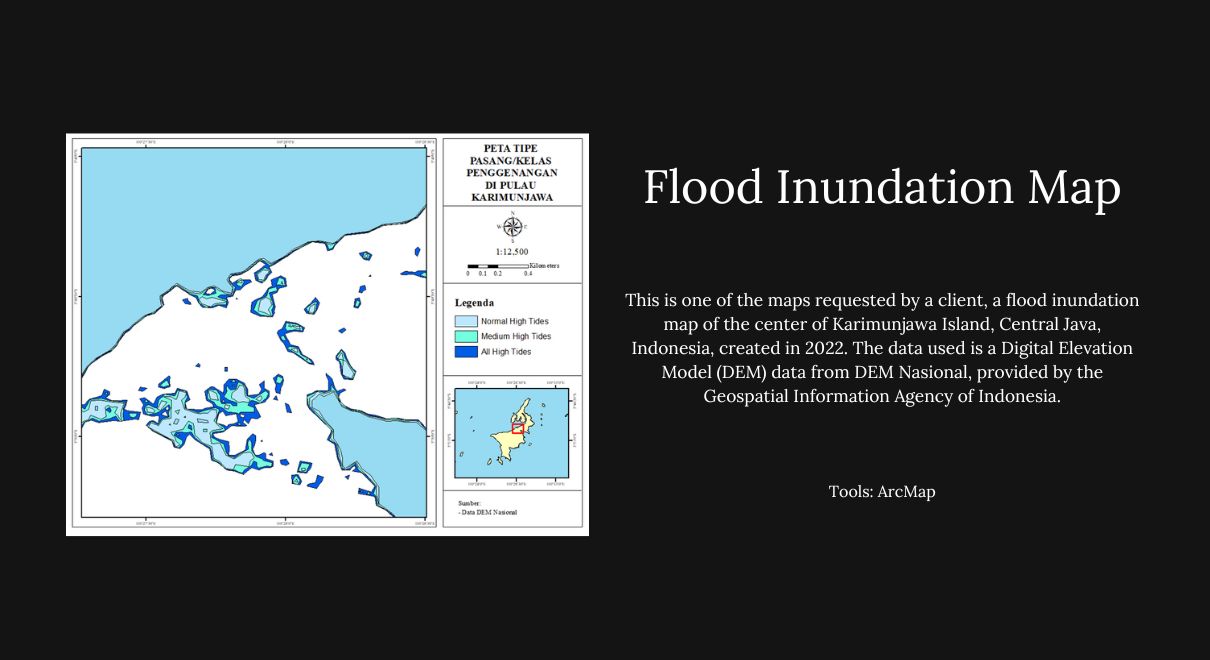 PETA TIPE
PASANG/KELAS
PENGGENANGAN
DI PULAU
KARIMUNJAWA
N
W
E
S
1:12,500
Kilometers
0 0.1 0.2 0.4
Legenda
Normal High Tides
Medium High Tides
All High Tides
Sumber:
- Data DEM Nasional
Flood Inundation Map
This is one of the maps requested by a client, a flood inundation
map of the center of Karimunjawa Island, Central Java,
Indonesia, created in 2022. The data used is a Digital Elevation
Model (DEM) data from DEM Nasional, provided by the
Geospatial Information Agency of Indonesia.
Tools: ArcMap